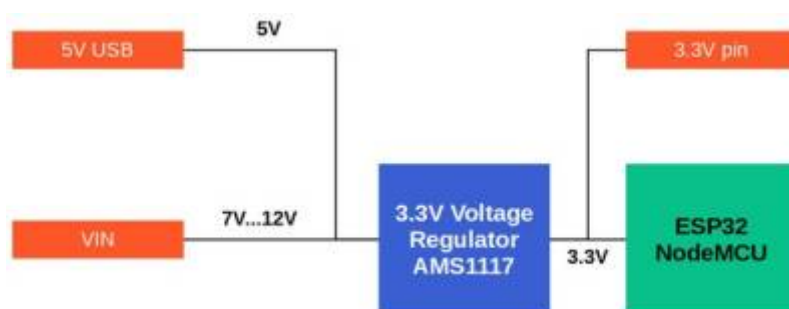 5V USB
5V
3.3V pin
VIN
7V...12V
3.3V Voltage
Regulator
AMS1117
3.3V
ESP32
NodeMCU